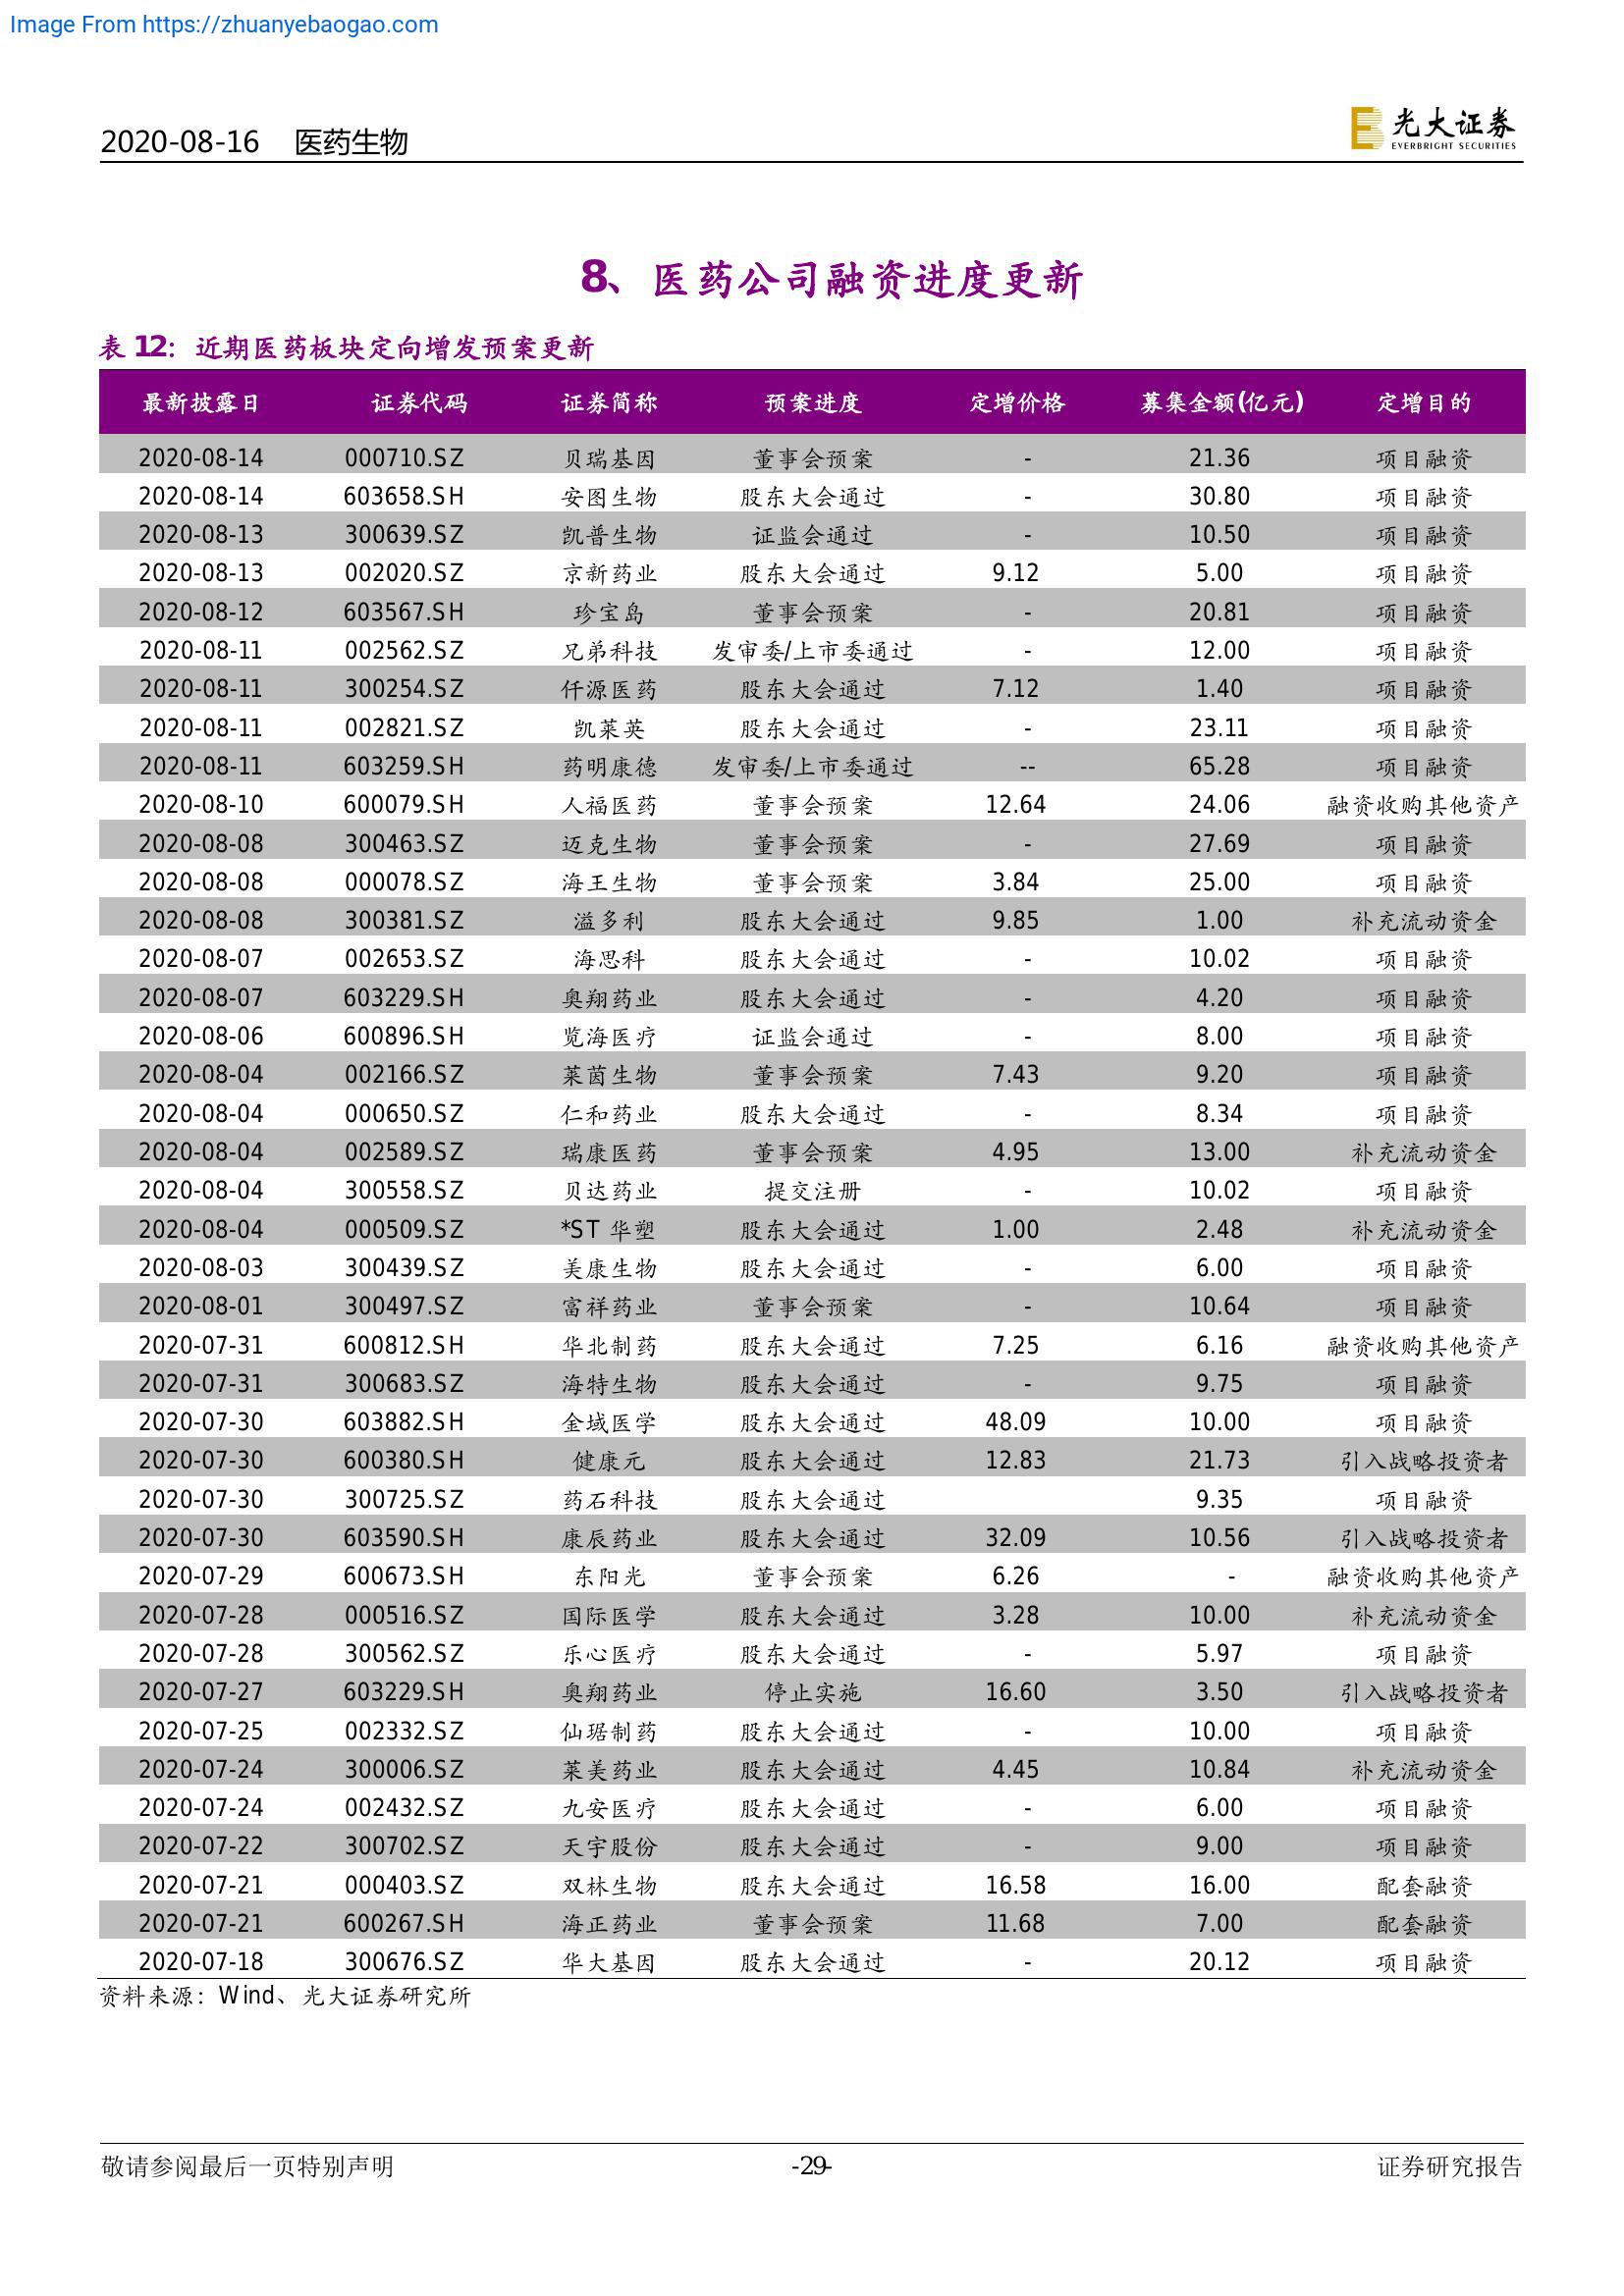 Image From https://zhuanyebaogao.com
2020-08-16 医药生物
光大证券
EVERBRIGHT SECURITIES
8、医药公司融资进度更新
表 12：近期医药板块定向增发预案更新
最新披露日 证券代码 证券简称 预案进度 定增价格 募集金额(亿元) 定增目的
2020-08-14 000710.SZ 贝瑞基因 董事会预案 - 21.36 项目融资
2020-08-14 603658.SH 安图生物 股东大会通过 - 30.80 项目融资
2020-08-13 300639.SZ 凯普生物 证监会通过 - 10.50 项目融资
2020-08-13 002020.SZ 京新药业 股东大会通过 9.12 5.00 项目融资
2020-08-12 603567.SH 珍宝岛 董事会预案 - 20.81 项目融资
2020-08-11 002562.SZ 兄弟科技 发审委/上市委通过 - 12.00 项目融资
2020-08-11 300254.SZ 仟源医药 股东大会通过 7.12 1.40 项目融资
2020-08-11 002821.SZ 凯莱英 股东大会通过 - 23.11 项目融资
2020-08-11 603259.SH 药明康德 发审委/上市委通过 -- 65.28 项目融资
2020-08-10 600079.SH 人福医药 董事会预案 12.64 24.06 融资收购其他资产
2020-08-08 300463.SZ 迈克生物 董事会预案 - 27.69 项目融资
2020-08-08 000078.SZ 海王生物 董事会预案 3.84 25.00 项目融资
2020-08-08 300381.SZ 溢多利 股东大会通过 9.85 1.00 补充流动资金
2020-08-07 002653.SZ 海思科 股东大会通过 - 10.02 项目融资
2020-08-07 603229.SH 奥翔药业 股东大会通过 - 4.20 项目融资
2020-08-06 600896.SH 览海医疗 证监会通过 - 8.00 项目融资
2020-08-04 002166.SZ 莱茵生物 董事会预案 7.43 9.20 项目融资
2020-08-04 000650.SZ 仁和药业 股东大会通过 - 8.34 项目融资
2020-08-04 002589.SZ 瑞康医药 董事会预案 4.95 13.00 补充流动资金
2020-08-04 300558.SZ 贝达药业 提交注册 - 10.02 项目融资
2020-08-04 000509.SZ *ST 华塑 股东大会通过 1.00 2.48 补充流动资金
2020-08-03 300439.SZ 美康生物 股东大会通过 - 6.00 项目融资
2020-08-01 300497.SZ 富祥药业 董事会预案 - 10.64 项目融资
2020-07-31 600812.SH 华北制药 股东大会通过 7.25 6.16 融资收购其他资产
2020-07-31 300683.SZ 海特生物 股东大会通过 - 9.75 项目融资
2020-07-30 603882.SH 金域医学 股东大会通过 48.09 10.00 项目融资
2020-07-30 600380.SH 健康元 股东大会通过 12.83 21.73 引入战略投资者
2020-07-30 300725.SZ 药石科技 股东大会通过 9.35 项目融资
2020-07-30 603590.SH 康辰药业 股东大会通过 32.09 10.56 引入战略投资者
2020-07-29 600673.SH 东阳光 董事会预案 6.26 - 融资收购其他资产
2020-07-28 000516.SZ 国际医学 股东大会通过 3.28 10.00 补充流动资金
2020-07-28 300562.SZ 乐心医疗 股东大会通过 - 5.97 项目融资
2020-07-27 603229.SH 奥翔药业 停止实施 16.60 3.50 引入战略投资者
2020-07-25 002332.SZ 仙琚制药 股东大会通过 - 10.00 项目融资
2020-07-24 300006.SZ 莱美药业 股东大会通过 4.45 10.84 补充流动资金
2020-07-24 002432.SZ 九安医疗 股东大会通过 - 6.00 项目融资
2020-07-22 300702.SZ 天宇股份 股东大会通过 - 9.00 项目融资
2020-07-21 000403.SZ 双林生物 股东大会通过 16.58 16.00 配套融资
2020-07-21 600267.SH 海正药业 董事会预案 11.68 7.00 配套融资
2020-07-18 300676.SZ 华大基因 股东大会通过 - 20.12 项目融资
资料来源：Wind、光大证券研究所
敬请参阅最后一页特别声明 -29- 证券研究报告